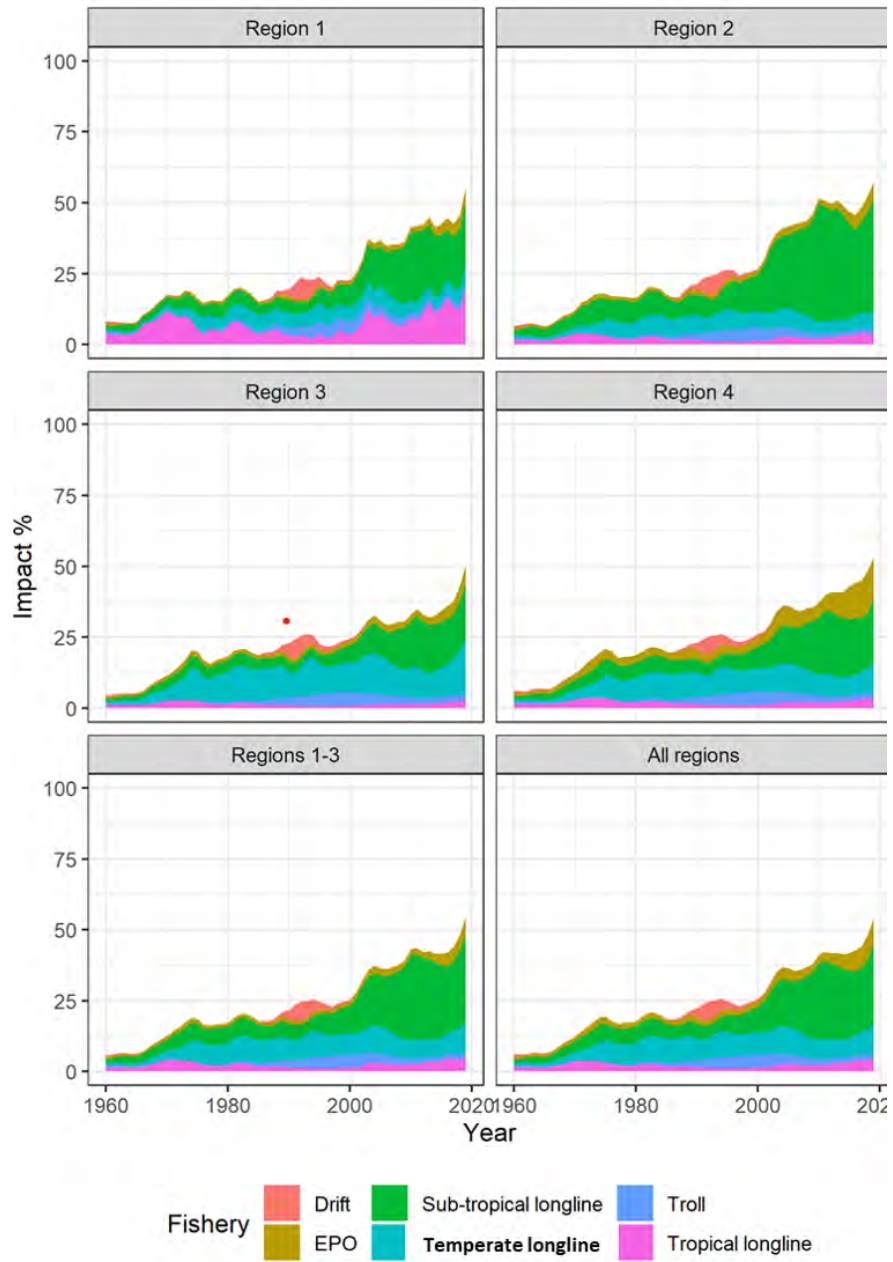 Region 1 Region 2
100
75
50
25
0
Region 3 Region 4
100
75
50
25
0
Impact %
Regions 1-3 All regions
100
75
50
25
0
1960 1980 2000 2020 1960 1980 2000 202
Year
Fishery
Drift Sub-tropical longline Troll
EPO Temperate longline Tropical longline